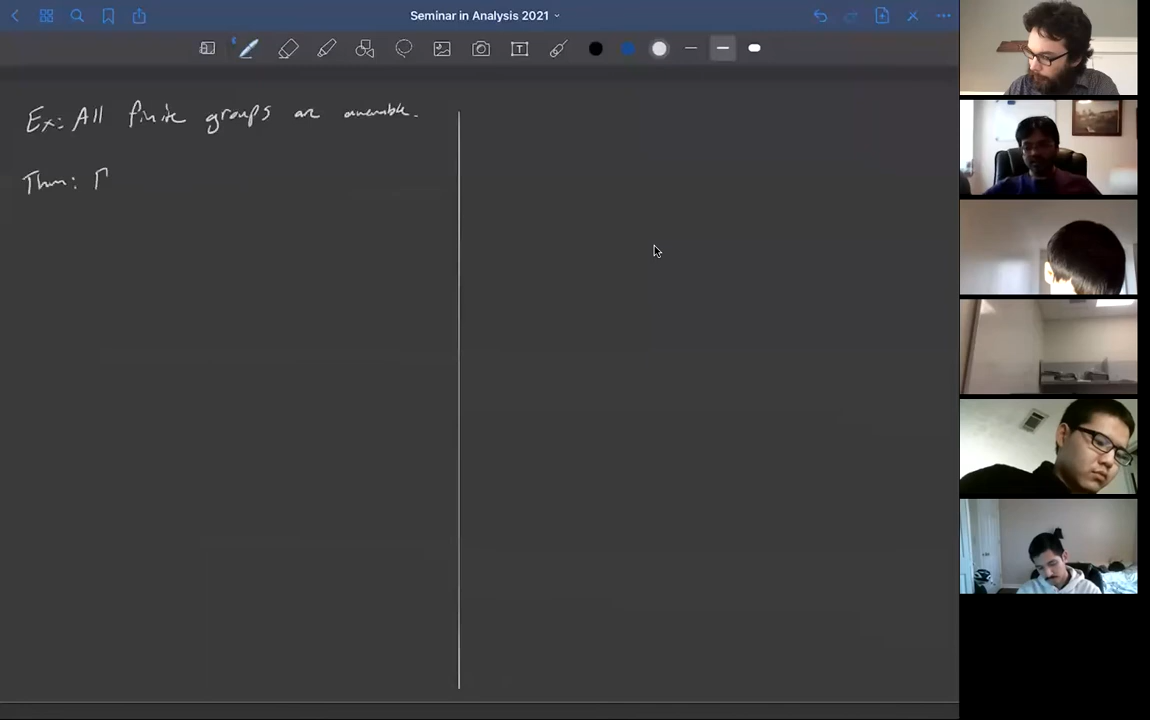 Seminar in Analysis 2021
Ex: All finite groups are amenable.
Thm: Γ